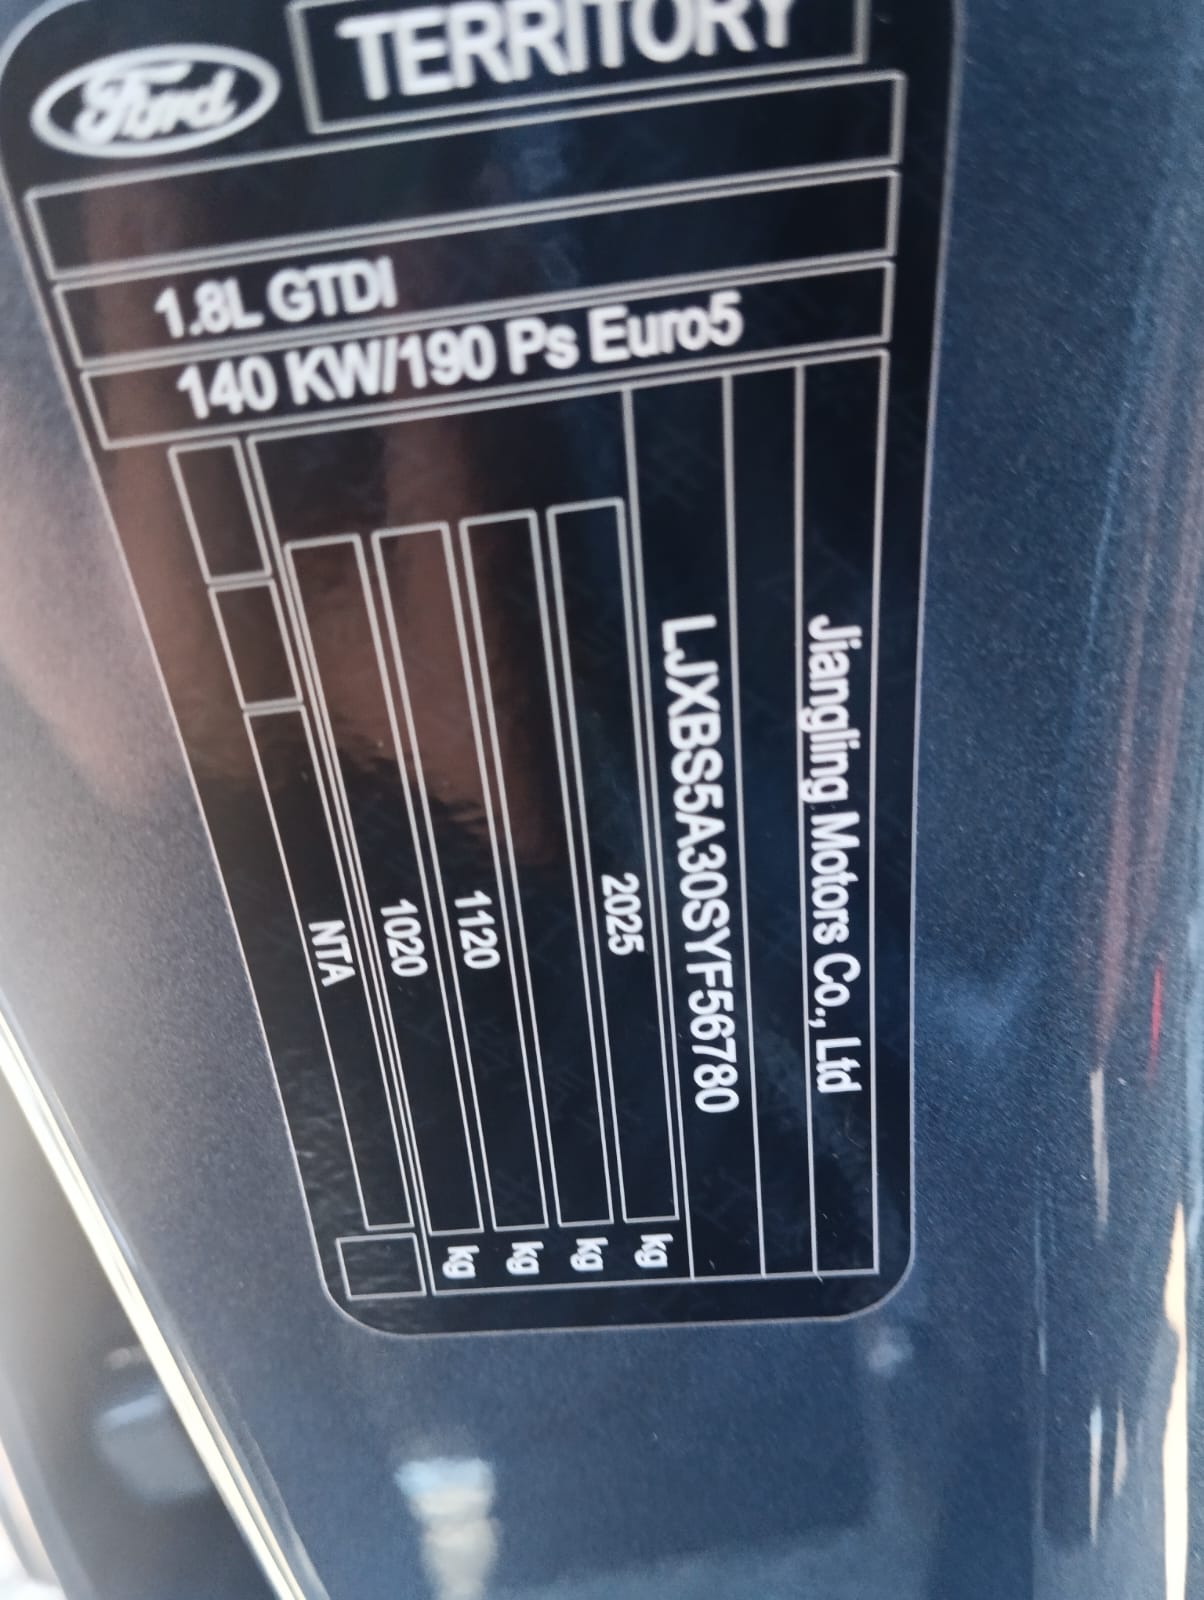 Ford
TERRITORY
1.8L GTDI
140 KW/190 Ps Euro5
Jiangling Motors Co., Ltd
LJXBS5A30SYF56780
2025 kg
kg
1120 kg
1020 kg
NTA